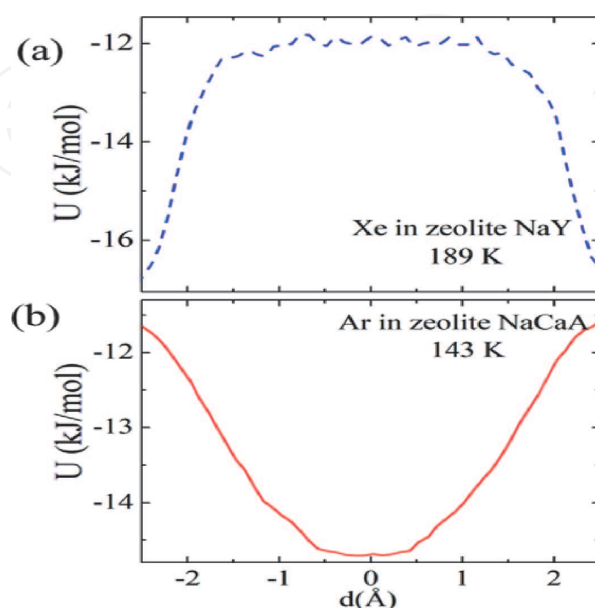 (a)
-12
-14
-16
U (kJ/mol)
Xe in zeolite NaY
189 K
(b)
-12
-13
-14
U (kJ/mol)
Ar in zeolite NaCaA
143 K
-2 -1 0 1 2
d(Å)